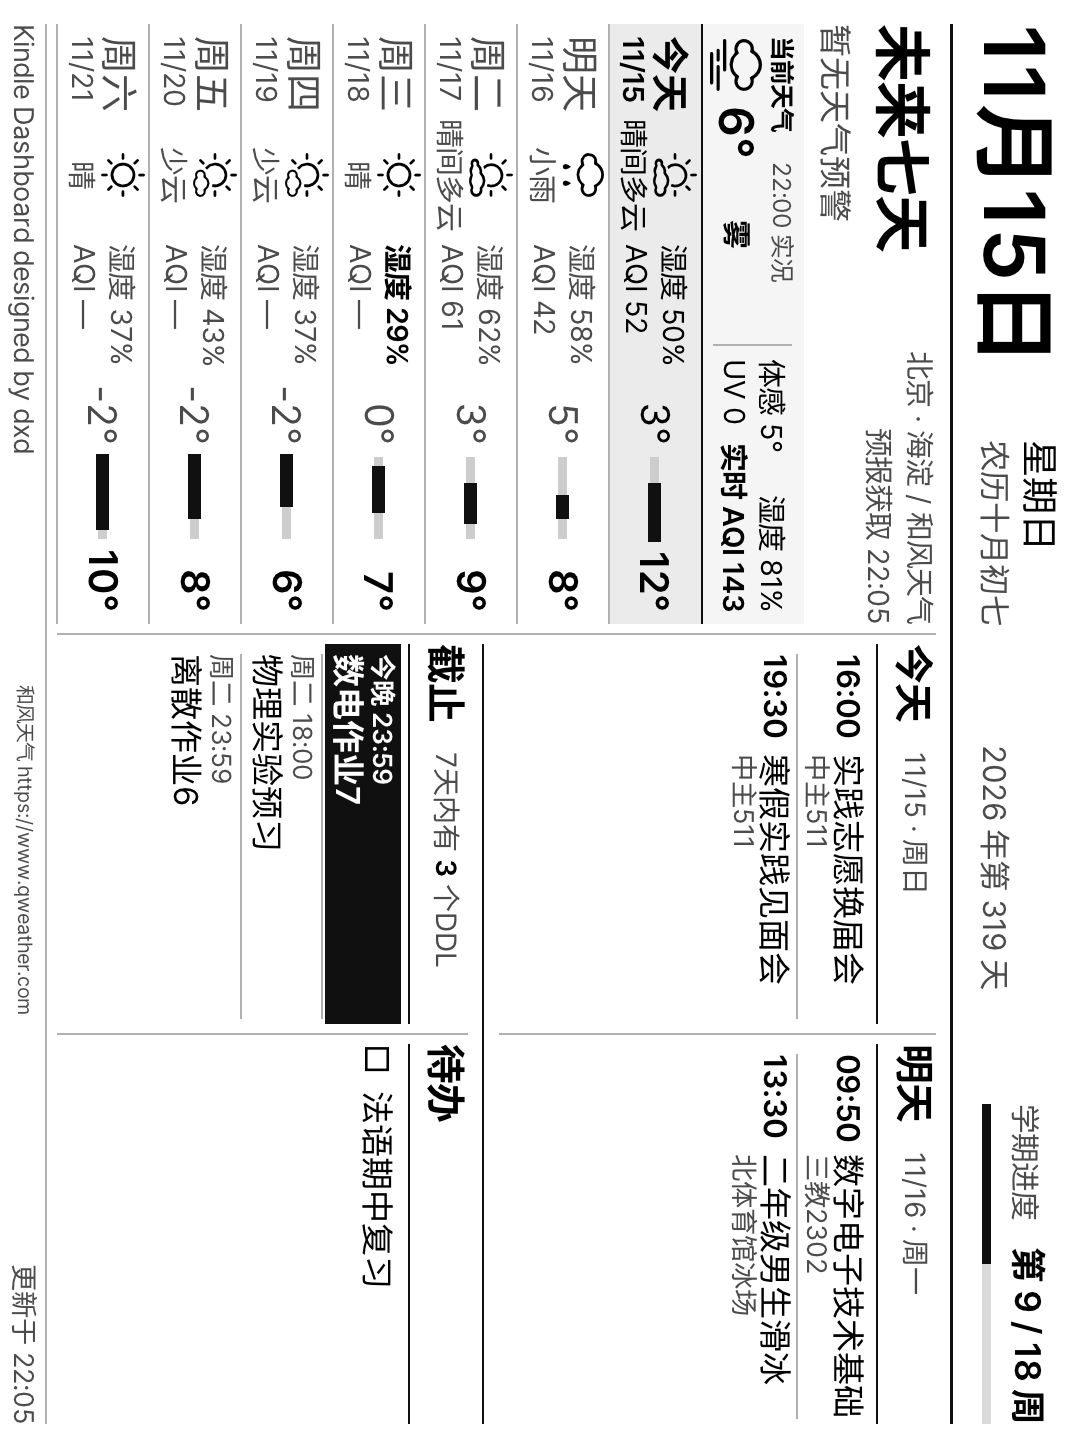 11月15日
星期日
农历十月初七
2026 年第 319 天
学期进度 第 9 / 18 周
未来七天
北京 · 海淀 / 和风天气
预报获取 22:05
暂无天气预警
当前天气 22:00 实况
6° 雾
体感 5° 湿度 81%
UV 0 实时 AQI 143
今天 湿度 50%
11/15 晴间多云 AQI 52
3° 12°
明天 湿度 58%
11/16 小雨 AQI 42
5° 8°
周二 湿度 62%
11/17 晴间多云 AQI 61
3° 9°
周三 湿度 29%
11/18 晴 AQI —
0° 7°
周四 湿度 37%
11/19 少云 AQI —
-2° 6°
周五 湿度 43%
11/20 少云 AQI —
-2° 8°
周六 湿度 37%
11/21 晴 AQI —
-2° 10°
今天 11/15 · 周日
16:00 实践志愿换届会
中主511
19:30 寒假实践见面会
中主511
明天 11/16 · 周一
09:50 数字电子技术基础
三教2302
13:30 二年级男生滑冰
北体育馆冰场
截止 7天内有 3 个DDL
今晚 23:59
数电作业7
周二 18:00
物理实验预习
周二 23:59
离散作业6
待办
法语期中复习
Kindle Dashboard designed by dxd
和风天气 https://www.qweather.com
更新于 22:05